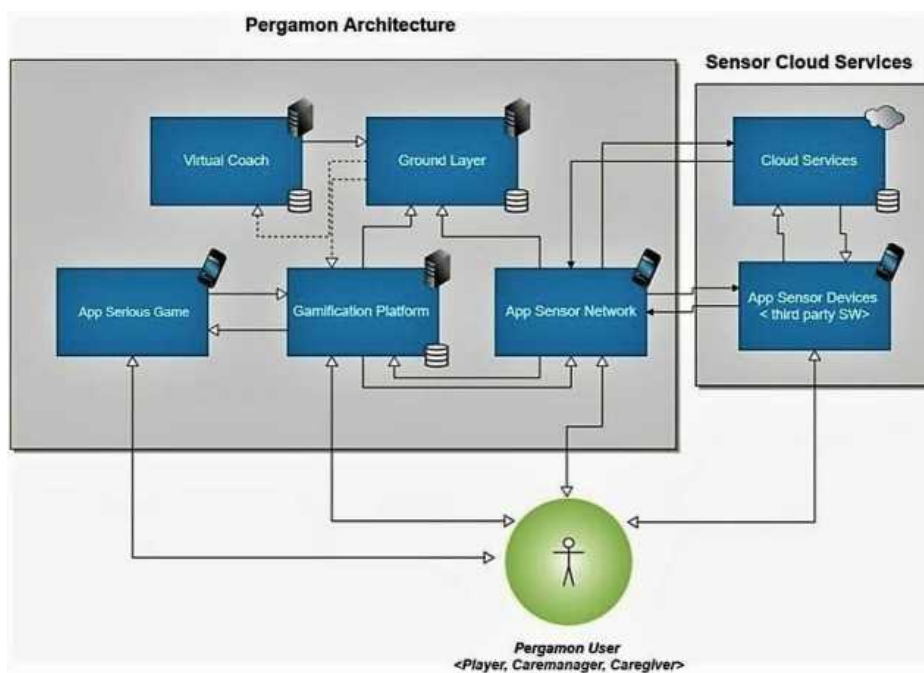 Pergamon Architecture
Sensor Cloud Services
Virtual Coach
Ground Layer
Cloud Services
App Serious Game
Gamification Platform
App Sensor Network
App Sensor Devices
< third party SW>
Pergamon User
<Player, Caremanager, Caregiver>